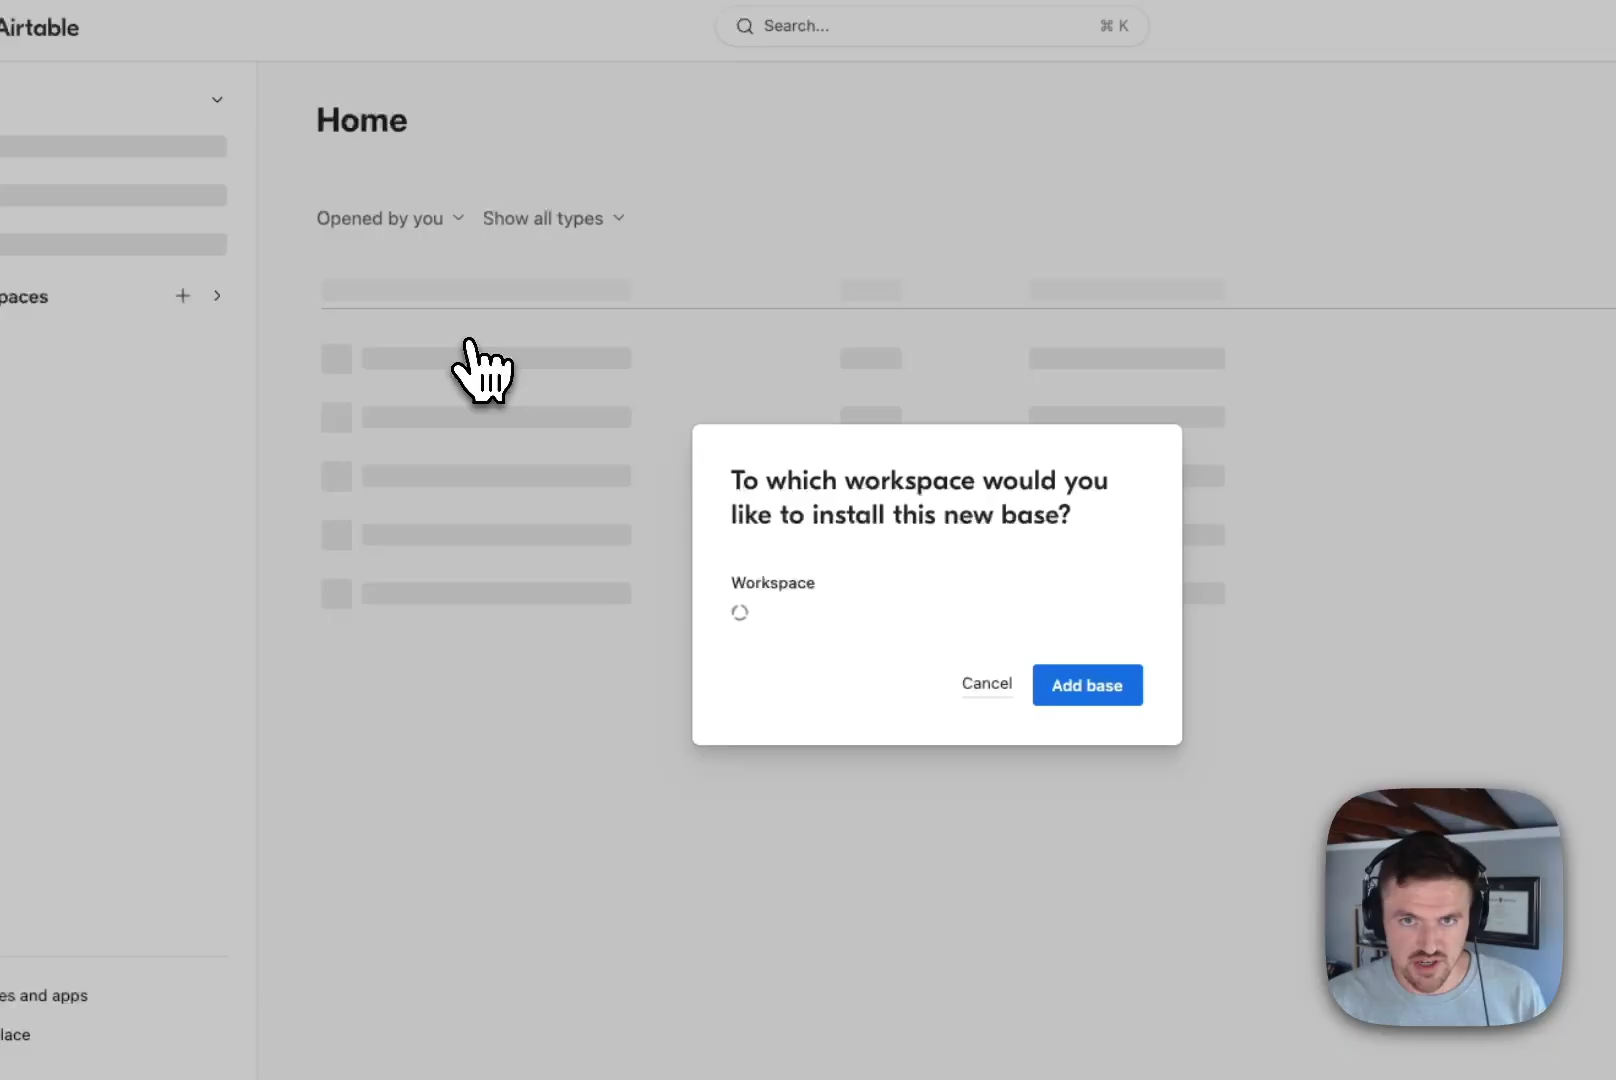 Airtable
Search...
⌘ K
Home
Opened by you
Show all types
paces
To which workspace would you
like to install this new base?
Workspace
Cancel
Add base
es and apps
lace